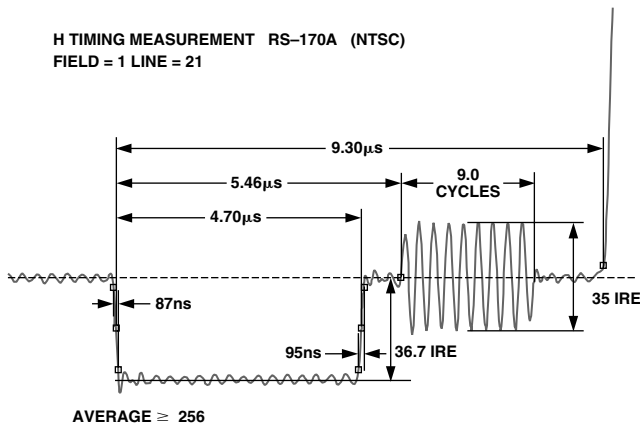 H TIMING MEASUREMENT RS–170A (NTSC)
FIELD = 1 LINE = 21
9.30µs
5.46µs
9.0
CYCLES
4.70µs
87ns
35 IRE
95ns
36.7 IRE
AVERAGE ≥ 256